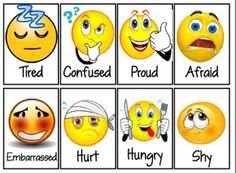 Tired Confused Proud Afraid
Embarrassed Hurt Hungry Shy